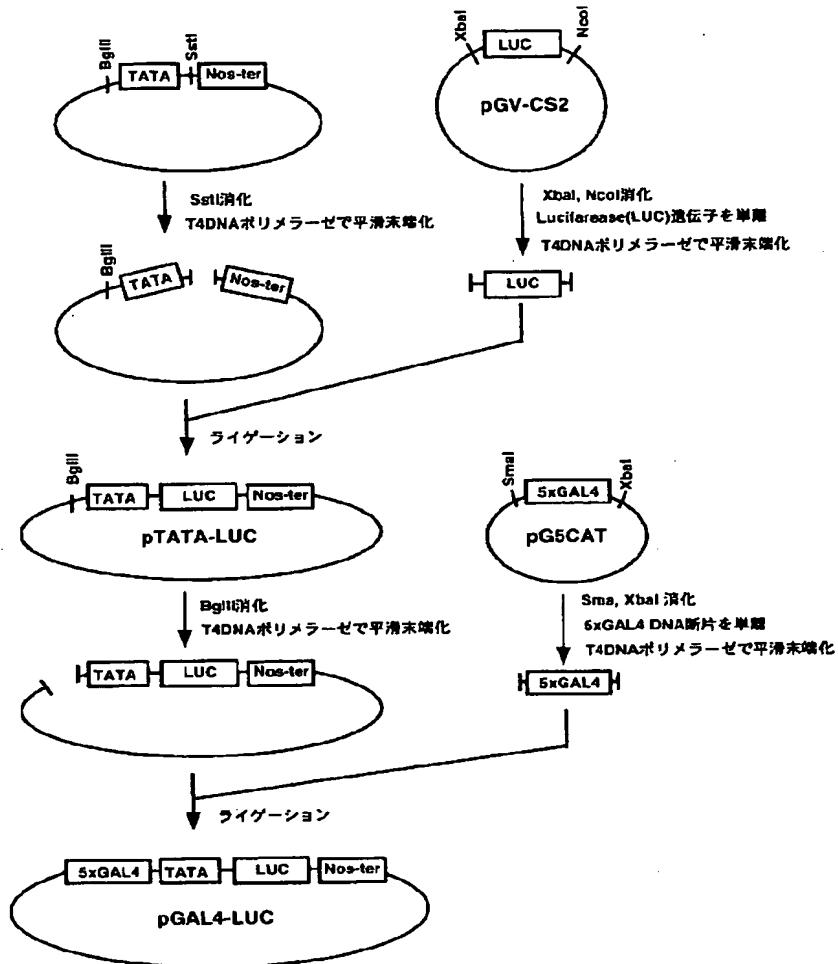 BglII
TATA
SstI
Nos-ter
XbaI
LUC
NcoI
pGV-CS2
SstI消化
T4DNAポリメラーゼで平滑末端化
XbaI, NcoI消化
Lucifarease(LUC)遺伝子を単離
T4DNAポリメラーゼで平滑末端化
BglII
TATA
Nos-ter
LUC
ライゲーション
BglII
TATA
LUC
Nos-ter
pTATA-LUC
SmaI
5xGAL4
XbaI
pG5CAT
BglII消化
T4DNAポリメラーゼで平滑末端化
Sma, XbaI 消化
5xGAL4 DNA断片を単離
T4DNAポリメラーゼで平滑末端化
TATA
LUC
Nos-ter
5xGAL4
ライゲーション
5xGAL4
TATA
LUC
Nos-ter
pGAL4-LUC